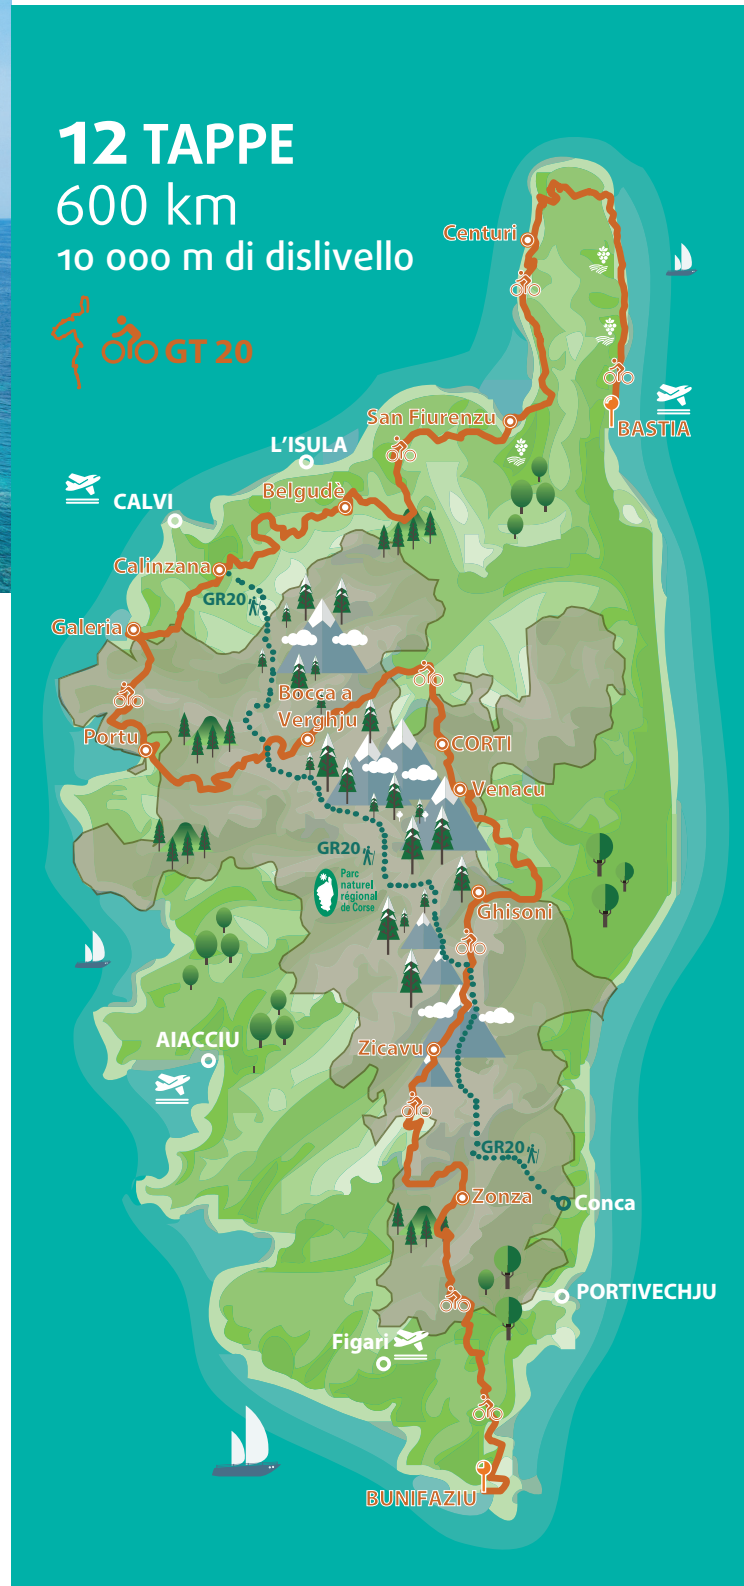 12 TAPPE
600 km
10 000 m di dislivello
GT 20
Centuri
San Fiurenzu
BASTIA
L'ISULA
Belgudè
CALVI
Calinzana
GR20
Galeria
Bocca a
Verghju
Portu
CORTI
Venacu
GR20
Parc
naturel
régional
de Corse
Ghisoni
AIACCIU
Zicavu
GR20
Zonza
Conca
PORTIVECHJU
Figari
BUNIFAZIU